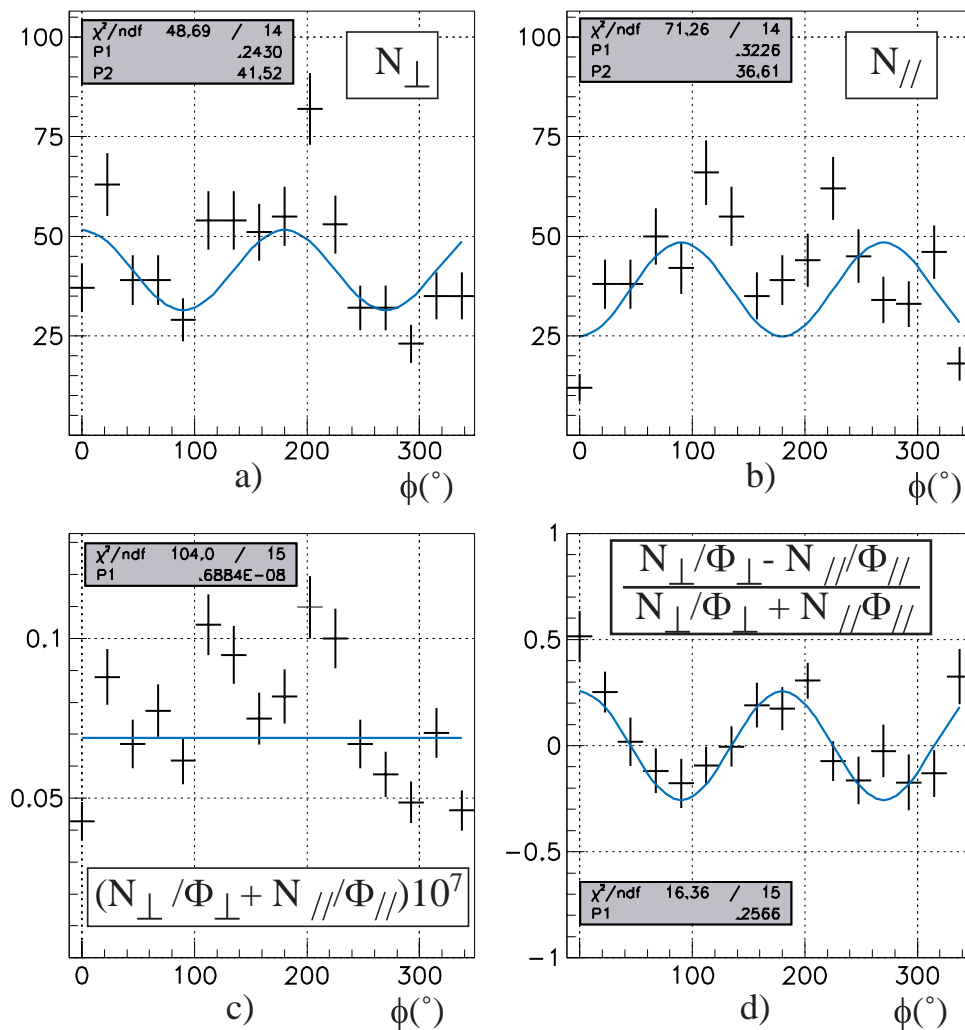 χ²/ndf 48.69 / 14
P1 .2430
P2 41.52
N⊥
100
75
50
25
0 100 200 300
a)
ϕ(°)
χ²/ndf 71.26 / 14
P1 .3226
P2 36.61
N//
100
75
50
25
0 100 200 300
b)
ϕ(°)
χ²/ndf 104.0 / 15
P1 .6884E-08
0.1
0.05
(N⊥/Φ⊥+ N///Φ//)10⁷
0 100 200 300
c)
ϕ(°)
N⊥/Φ⊥- N///Φ//
N⊥/Φ⊥ + N//Φ//
1
0.5
0
-0.5
-1
χ²/ndf 16.36 / 15
P1 .2566
0 100 200 300
d)
ϕ(°)